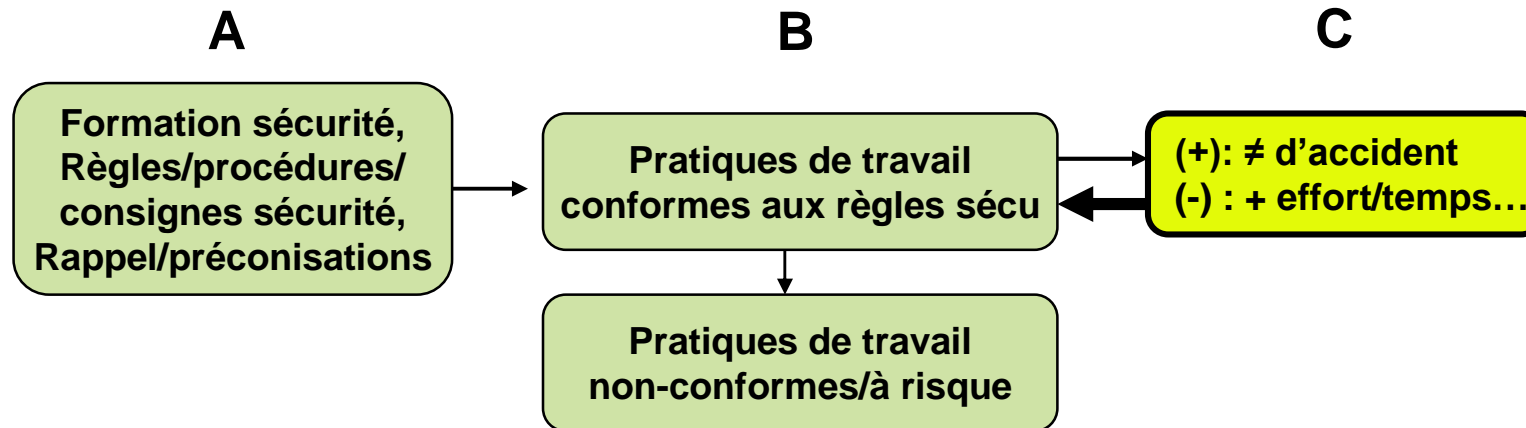 A
B
C
Formation sécurité,
Règles/procédures/
consignes sécurité,
Rappel/préconisations
Pratiques de travail
conformes aux règles sécu
(+): ≠ d’accident
(-) : + effort/temps…
Pratiques de travail
non-conformes/à risque